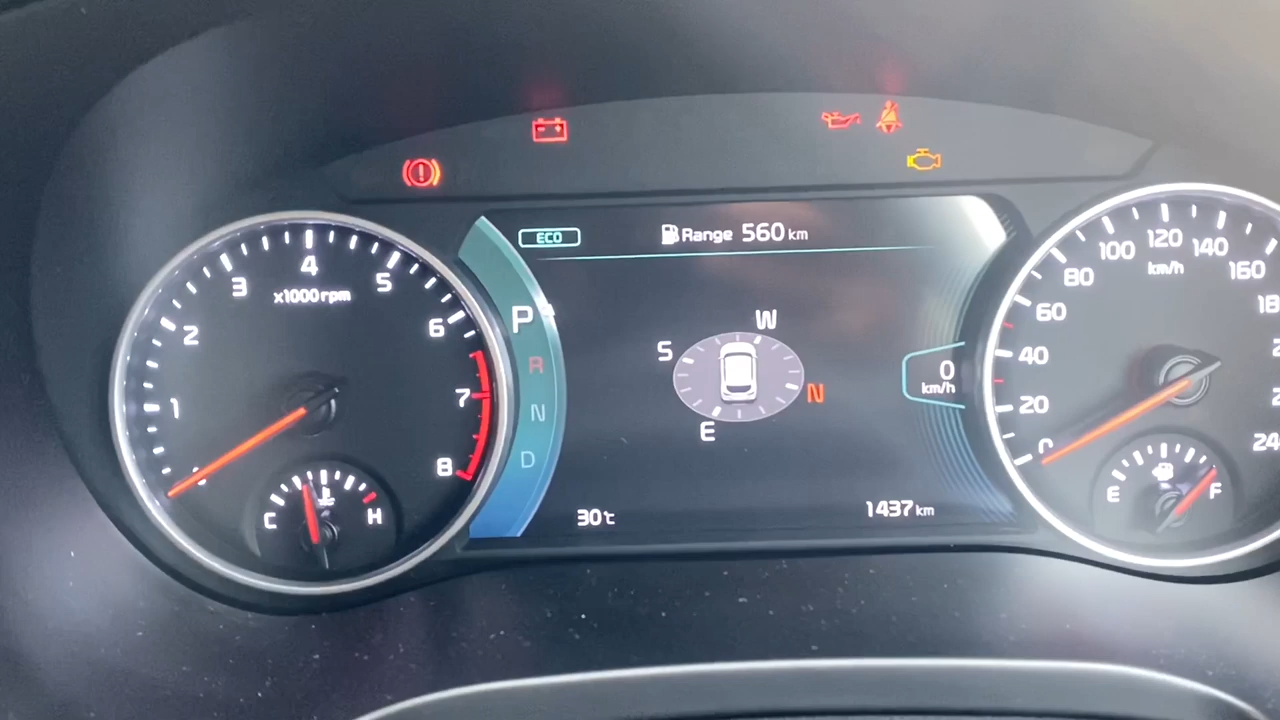 ECO
Range 560 km
1 2 3 4 5 6 7 8
x1000rpm
C H
P
R
N
D
W
S
N
E
0
km/h
30℃
1437 km
0 20 40 60 80 100 120 140 160
km/h
E F